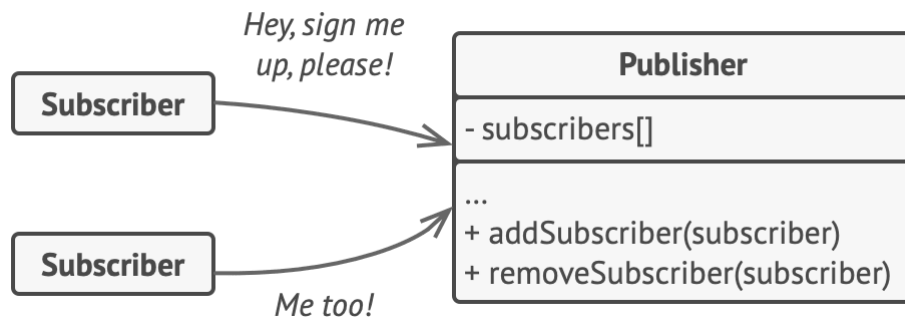 Hey, sign me
up, please!
Subscriber
Subscriber
Me too!
Publisher
- subscribers[]
...
+ addSubscriber(subscriber)
+ removeSubscriber(subscriber)